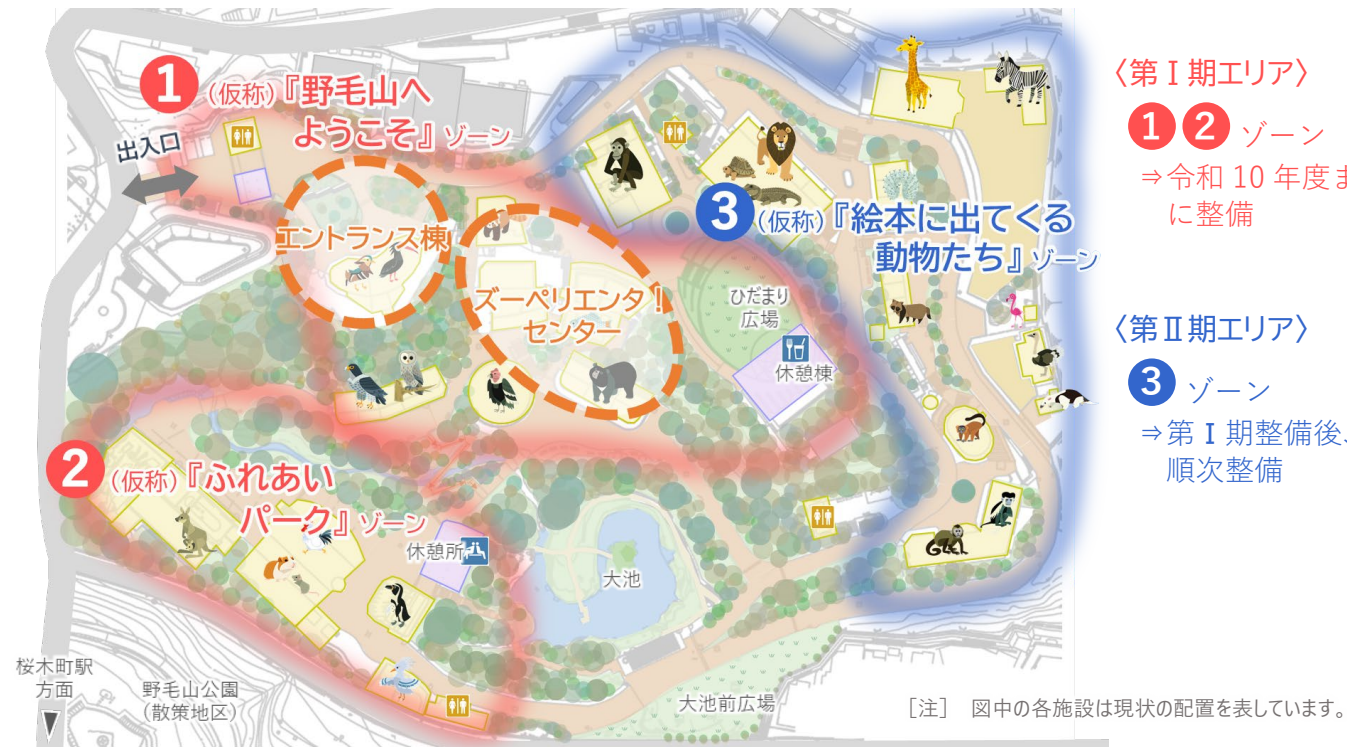 1 (仮称)『野毛山へ
ようこそ』ゾーン
出入口
エントランス棟
ズーペリエンタ!
センター
3 (仮称)『絵本に出てくる
動物たち』ゾーン
ひだまり
広場
休憩棟
2 (仮称)『ふれあい
パーク』ゾーン
休憩所
大池
桜木町駅
方面
野毛山公園
(散策地区)
大池前広場
〈第Ⅰ期エリア〉
1 2 ゾーン
⇒令和 10 年度ま
に整備
〈第Ⅱ期エリア〉
3 ゾーン
⇒第Ⅰ期整備後、
順次整備
[注] 図中の各施設は現状の配置を表しています。